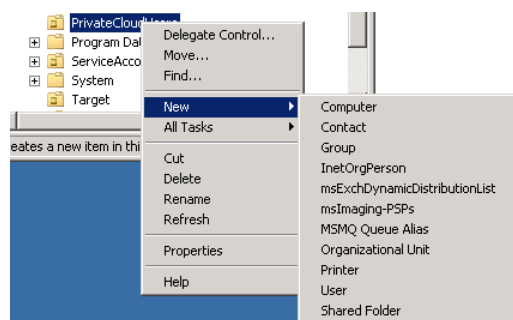 PrivateCloudUsers
Program Dat
ServiceAcco
System
Target
eates a new item in thi
Delegate Control...
Move...
Find...
New
All Tasks
Cut
Delete
Rename
Refresh
Properties
Help
Computer
Contact
Group
InetOrgPerson
msExchDynamicDistributionList
msImaging-PSPs
MSMQ Queue Alias
Organizational Unit
Printer
User
Shared Folder